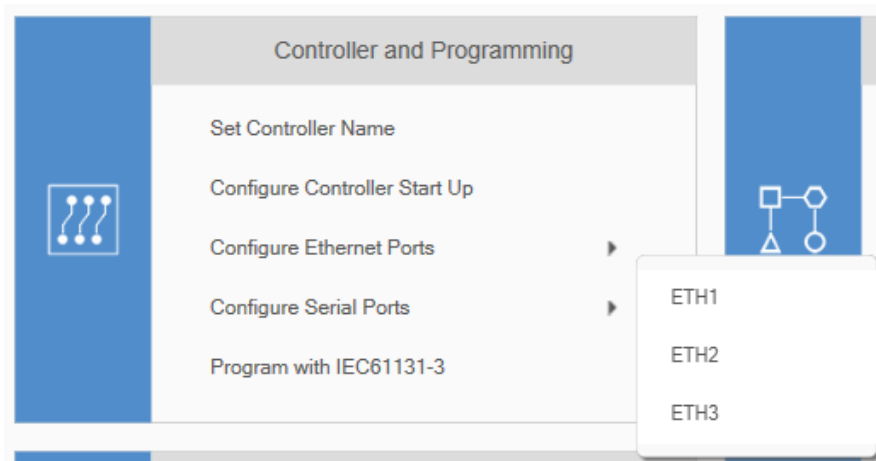 Controller and Programming
Set Controller Name
Configure Controller Start Up
Configure Ethernet Ports
Configure Serial Ports
Program with IEC61131-3
ETH1
ETH2
ETH3